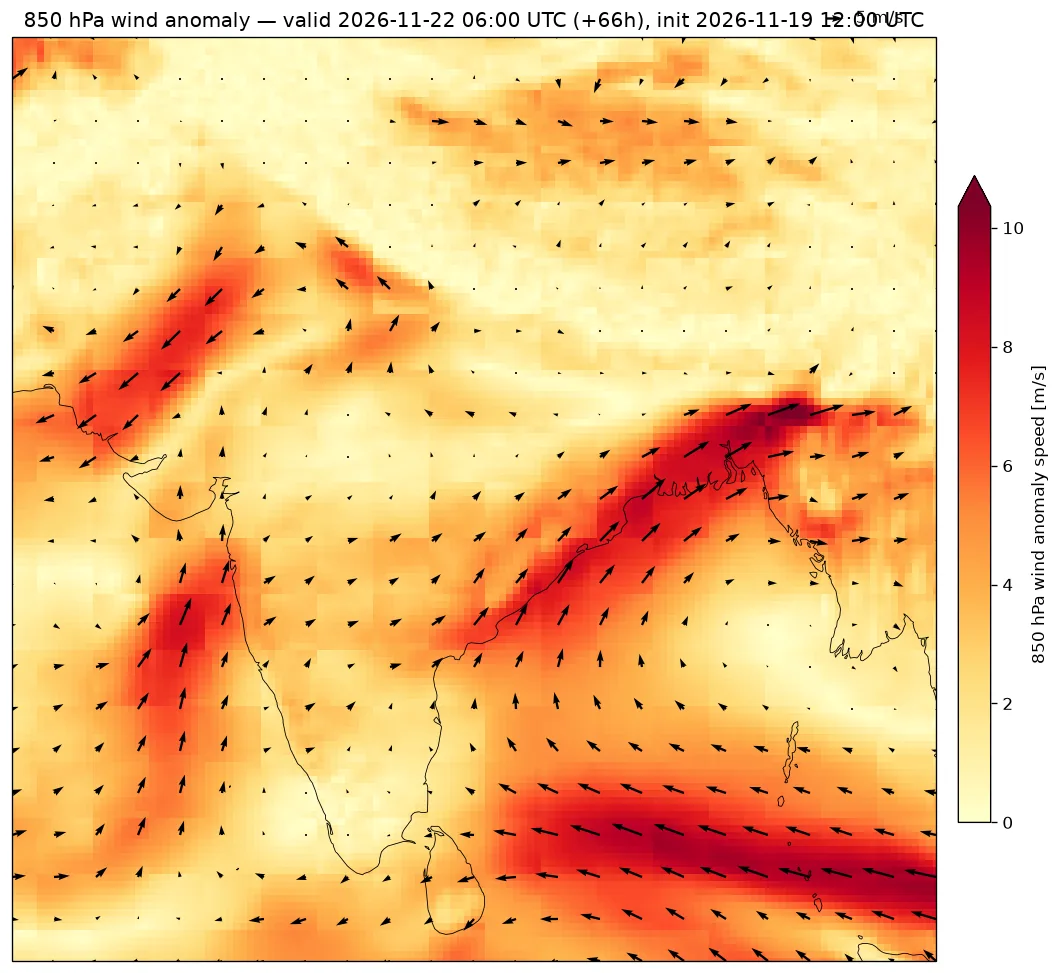 850 hPa wind anomaly — valid 2026-11-22 06:00 UTC (+66h), init 2026-11-19 12:00 UTC
5 m/s
10
8
6
4
2
0
850 hPa wind anomaly speed [m/s]